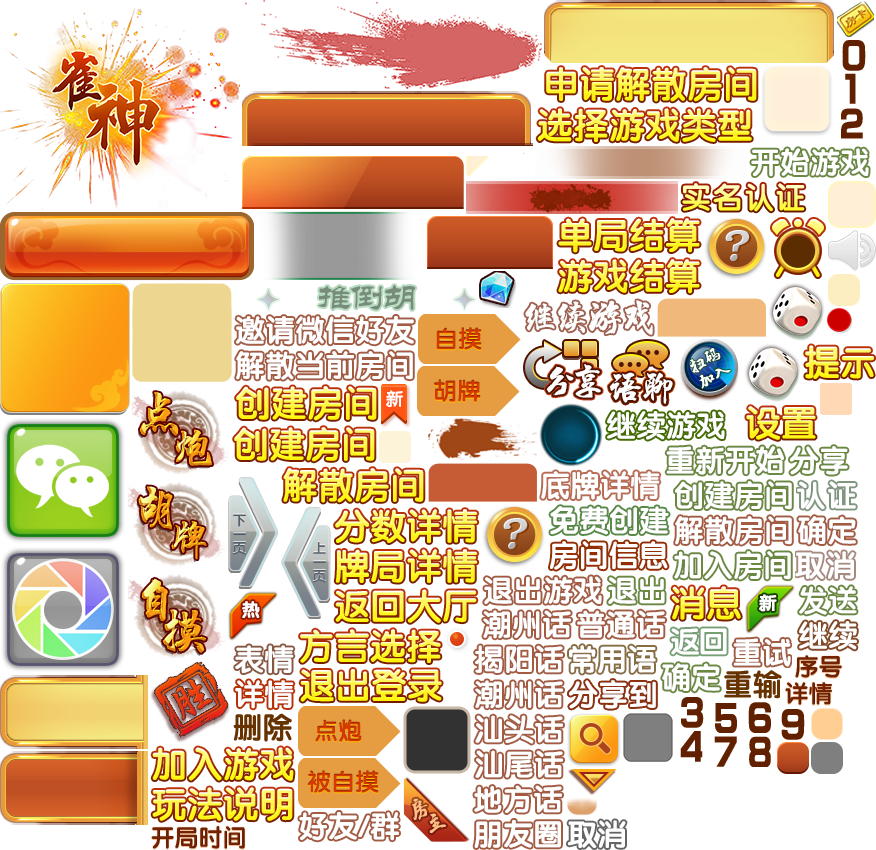 雀神
房卡
0
1
2
申请解散房间
选择游戏类型
开始游戏
实名认证
单局结算
游戏结算
推倒胡
邀请微信好友
解散当前房间
自摸
胡牌
继续游戏
分享
语聊
扫码加入
提示
点炮
创建房间
新
创建房间
继续游戏
设置
重新开始
分享
解散房间
底牌详情
创建房间
认证
胡牌
下一页
上一页
分数详情
牌局详情
返回大厅
免费创建
房间信息
解散房间
确定
加入房间
取消
自摸
热
退出游戏
退出
消息
新
发送
潮州话
普通话
返回
重试
继续
表情
方言选择
揭阳话
常用语
确定
重输
序号
详情
胜
详情
退出登录
潮州话
分享到
删除
点炮
汕头话
3
5
6
9
4
7
8
加入游戏
被自摸
汕尾话
玩法说明
房主
地方话
开局时间
好友/群
朋友圈
取消